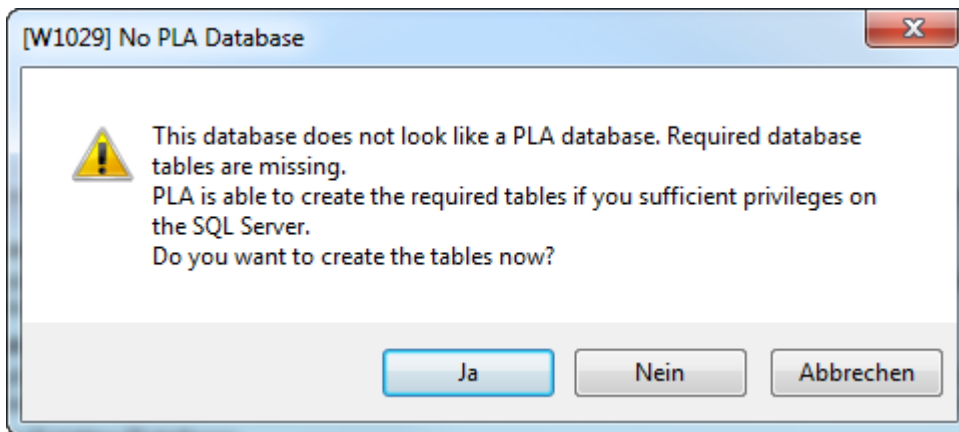 [W1029] No PLA Database
This database does not look like a PLA database. Required database
tables are missing.
PLA is able to create the required tables if you sufficient privileges on
the SQL Server.
Do you want to create the tables now?
Ja
Nein
Abbrechen